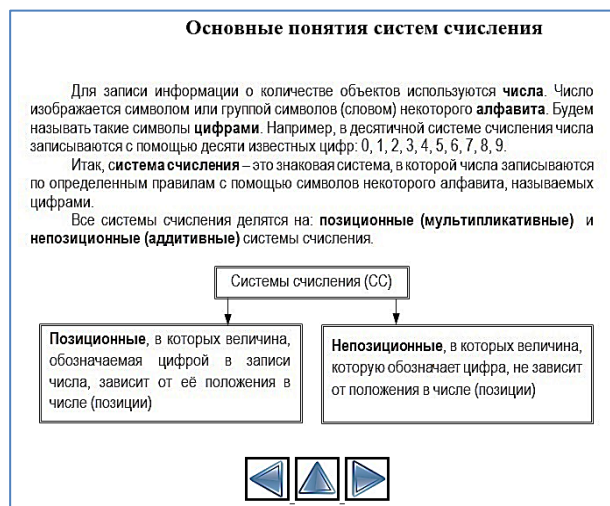 Основные понятия систем счисления
Для записи информации о количестве объектов используются числа. Число
изображается символом или группой символов (словом) некоторого алфавита. Будем
называть такие символы цифрами. Например, в десятичной системе счисления числа
записываются с помощью десяти известных цифр: 0, 1, 2, 3, 4, 5, 6, 7, 8, 9.
Итак, система счисления – это знаковая система, в которой числа записываются
по определенным правилам с помощью символов некоторого алфавита, называемых
цифрами.
Все системы счисления делятся на: позиционные (мультипликативные) и
непозиционные (аддитивные) системы счисления.
Системы счисления (СС)
Позиционные, в которых величина,
обозначаемая цифрой в записи
числа, зависит от её положения в
числе (позиции)
Непозиционные, в которых величина,
которую обозначает цифра, не зависит
от положения в числе (позиции)